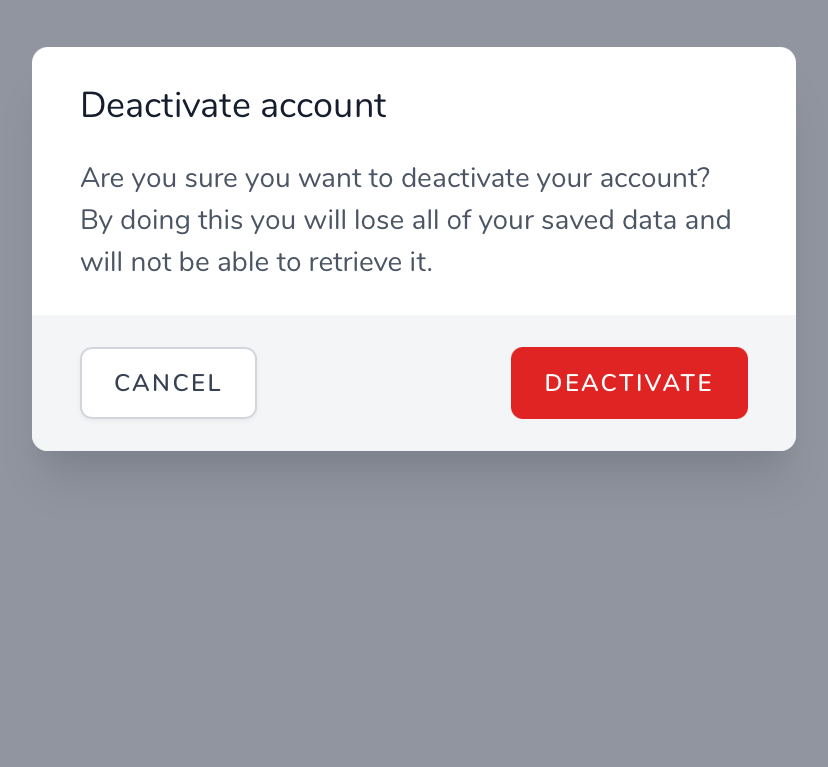 Deactivate account
Are you sure you want to deactivate your account?
By doing this you will lose all of your saved data and
will not be able to retrieve it.
CANCEL
DEACTIVATE